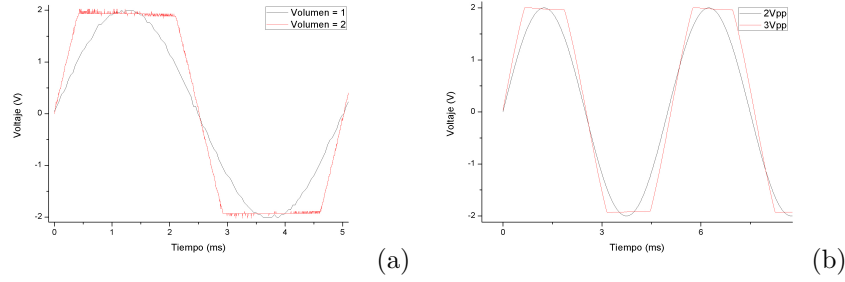 2
1
0
-1
-2
Voltaje (V)
Volumen = 1
Volumen = 2
0
1
2
3
4
5
Tiempo (ms)
(a)
2
1
0
-1
-2
Voltaje (V)
2Vpp
3Vpp
0
3
6
Tiempo (ms)
(b)